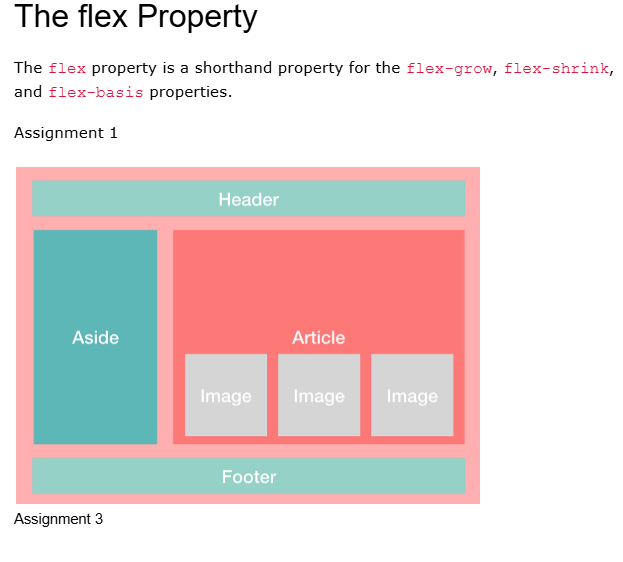 The flex Property
The flex property is a shorthand property for the flex-grow, flex-shrink,
and flex-basis properties.
Assignment 1
Header
Aside
Article
Image Image Image
Footer
Assignment 3